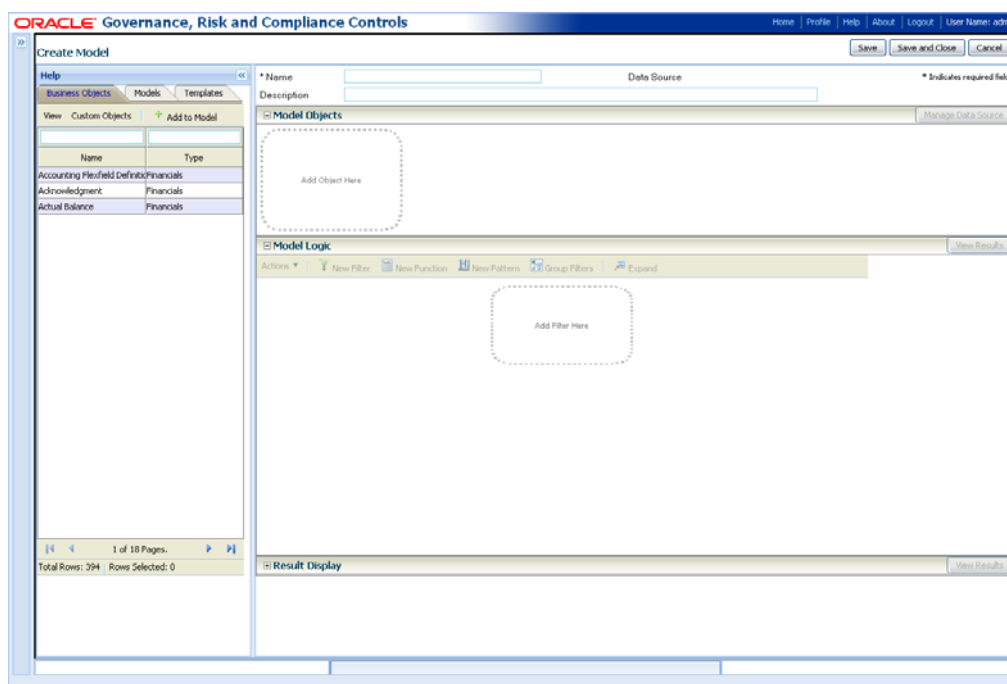 ORACLE Governance, Risk and Compliance Controls
Home Profile Help About Logout User Name: adm
Create Model
Save Save and Close Cancel
Help
* Name Data Source * Indicates required fiel
Business Objects Models Templates
Description
View Custom Objects Add to Model
Model Objects Manage Data Source
Name Type
Accounting Flexfield Definitio Financials
Acknowledgment Financials
Actual Balance Financials
Add Object Here
Model Logic View Results
Actions New Filter New Function New Pattern Group Filters Expand
Add Filter Here
1 of 18 Pages.
Total Rows: 394 Rows Selected: 0
Result Display View Results